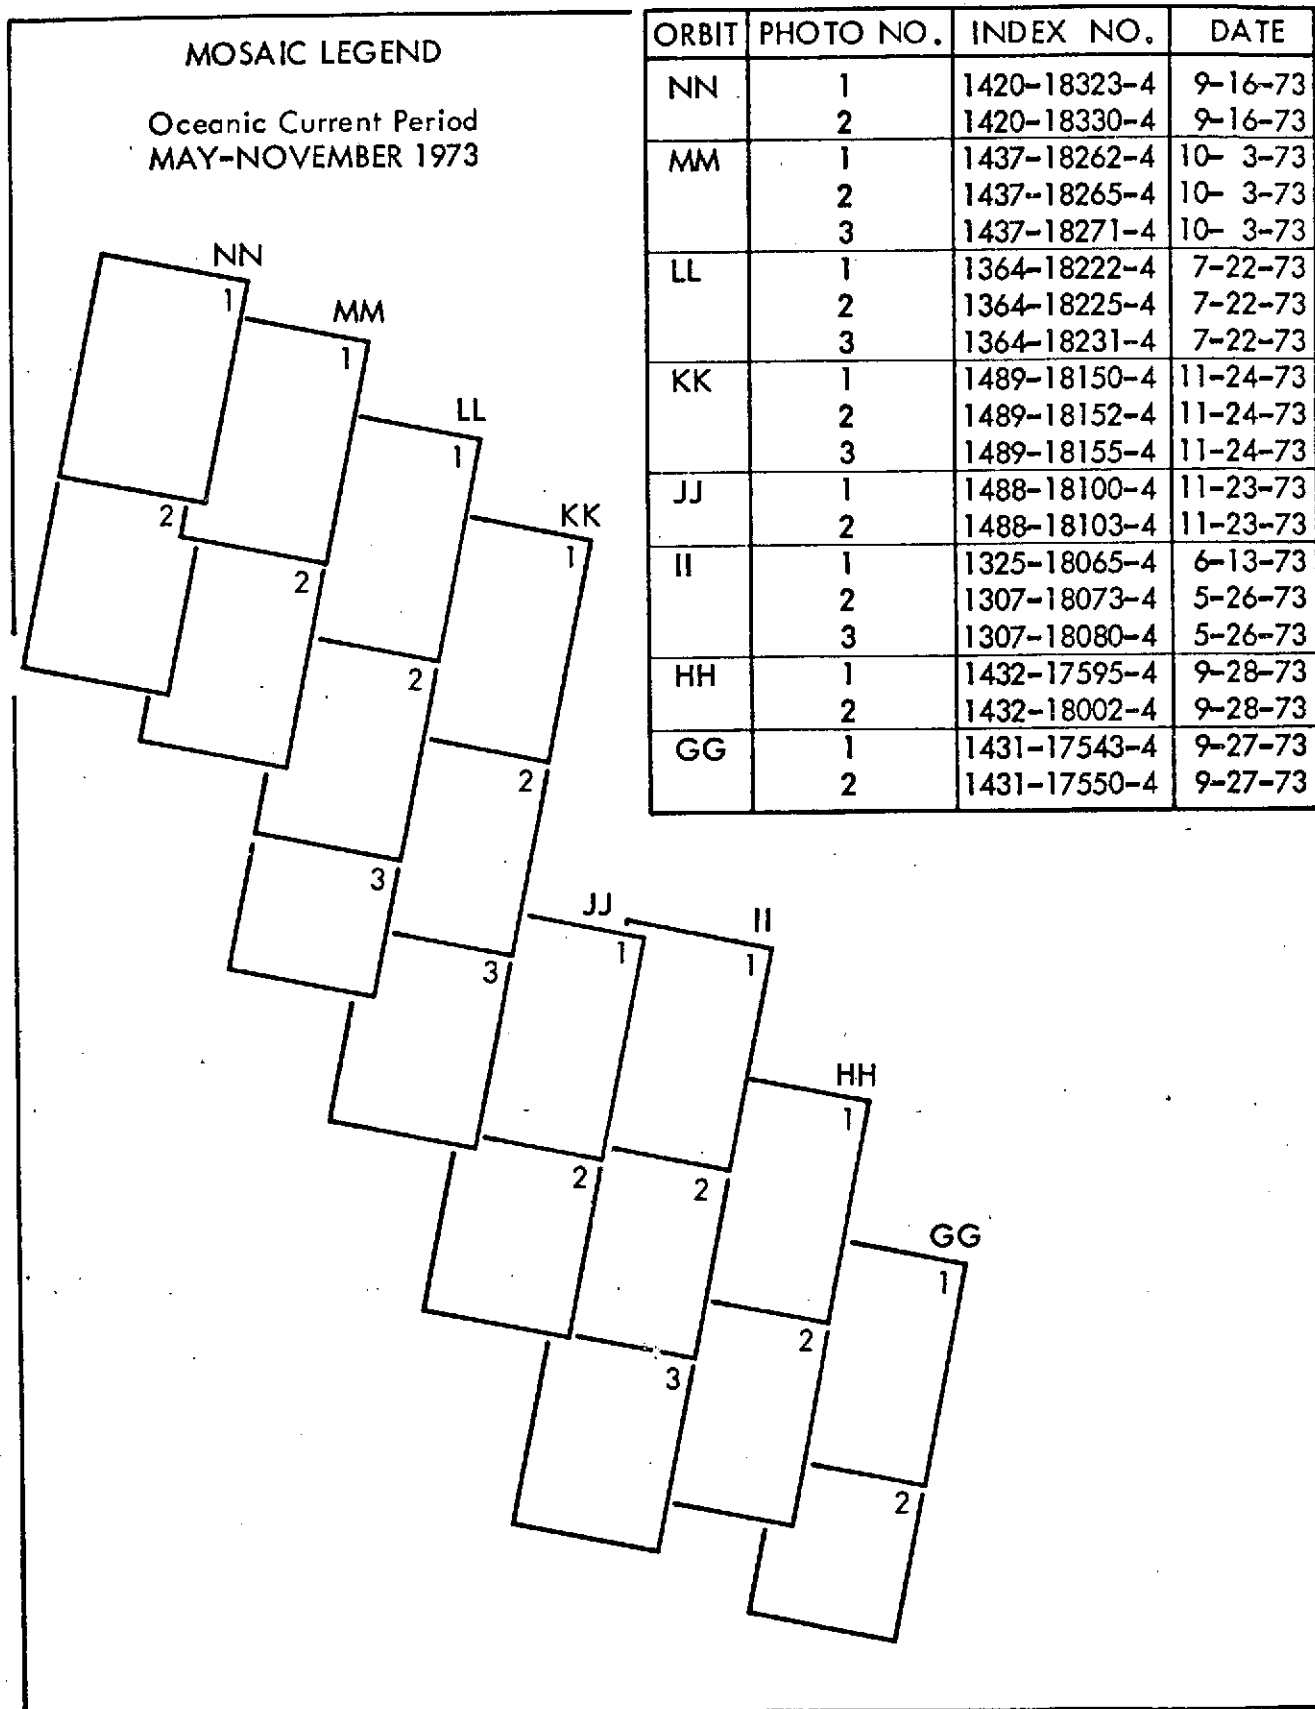 MOSAIC LEGEND
Oceanic Current Period
MAY-NOVEMBER 1973
ORBIT PHOTO NO. INDEX NO. DATE
NN 1 1420-18323-4 9-16-73
2 1420-18330-4 9-16-73
MM 1 1437-18262-4 10- 3-73
2 1437-18265-4 10- 3-73
3 1437-18271-4 10- 3-73
LL 1 1364-18222-4 7-22-73
2 1364-18225-4 7-22-73
3 1364-18231-4 7-22-73
KK 1 1489-18150-4 11-24-73
2 1489-18152-4 11-24-73
3 1489-18155-4 11-24-73
JJ 1 1488-18100-4 11-23-73
2 1488-18103-4 11-23-73
II 1 1325-18065-4 6-13-73
2 1307-18073-4 5-26-73
3 1307-18080-4 5-26-73
HH 1 1432-17595-4 9-28-73
2 1432-18002-4 9-28-73
GG 1 1431-17543-4 9-27-73
2 1431-17550-4 9-27-73
NN
1
2
MM
1
2
LL
1
2
3
KK
1
2
3
JJ
1
2
II
1
2
3
HH
1
2
GG
1
2